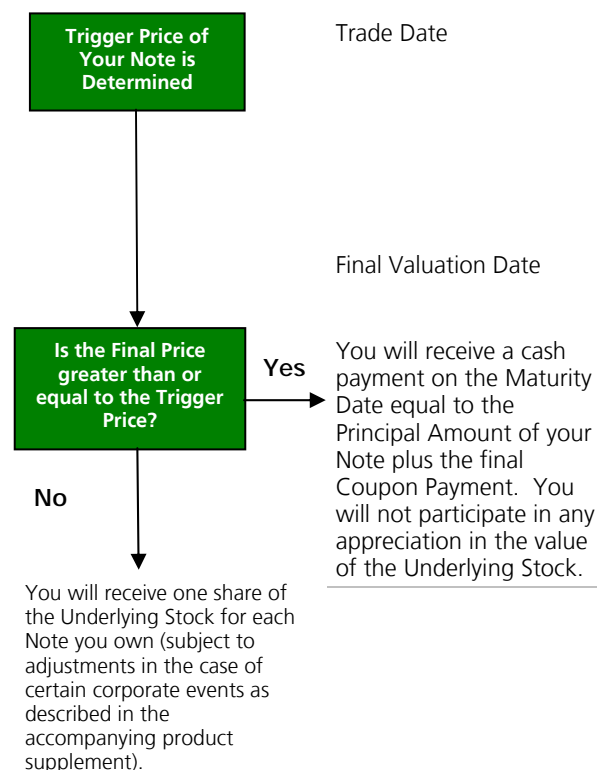 Trigger Price of
Your Note is
Determined
Trade Date
Final Valuation Date
Is the Final Price
greater than or
equal to the Trigger
Price?
Yes
You will receive a cash
payment on the Maturity
Date equal to the
Principal Amount of your
Note plus the final
Coupon Payment.  You
will not participate in any
appreciation in the value
of the Underlying Stock.
No
You will receive one share of
the Underlying Stock for each
Note you own (subject to
adjustments in the case of
certain corporate events as
described in the
accompanying product
supplement).